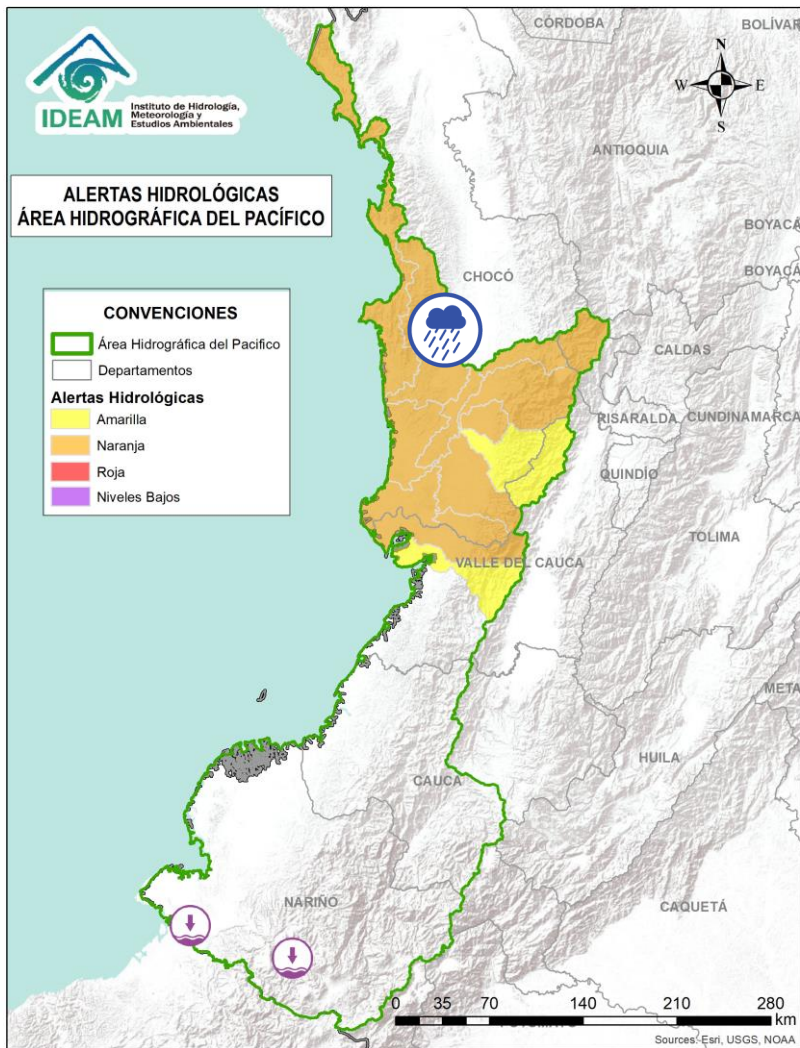 CÓRDOBA
BOLÍVAR
N
W
E
S
IDEAM
Instituto de Hidrología,
Meteorología y
Estudios Ambientales
ANTIOQUIA
ALERTAS HIDROLÓGICAS
ÁREA HIDROGRÁFICA DEL PACÍFICO
BOYACÁ
BOYACÁ
CHOCÓ
CONVENCIONES
Área Hidrográfica del Pacifico
Departamentos
Alertas Hidrológicas
Amarilla
Naranja
Roja
Niveles Bajos
CALDAS
RISARALDA
CUNDINAMARCA
QUINDÍO
TOLIMA
VALLE DEL CAUCA
META
HUILA
CAUCA
NARIÑO
CAQUETÁ
0 35 70 140 210 280
km
Sources: Esri, USGS, NOAA